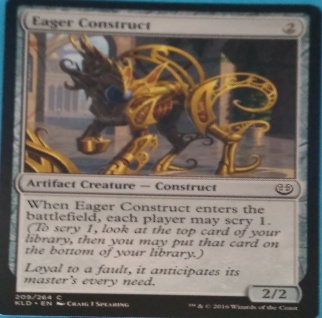 Eager Construct 2
Artifact Creature — Construct
When Eager Construct enters the
battlefield, each player may scry 1.
(To scry 1, look at the top card of your
library, then you may put that card on
the bottom of your library.)
Loyal to a fault, it anticipates its
master's every need.
2/2
209/264 C
KLD • EN Craig J Spearing
™ & © 2016 Wizards of the Coast